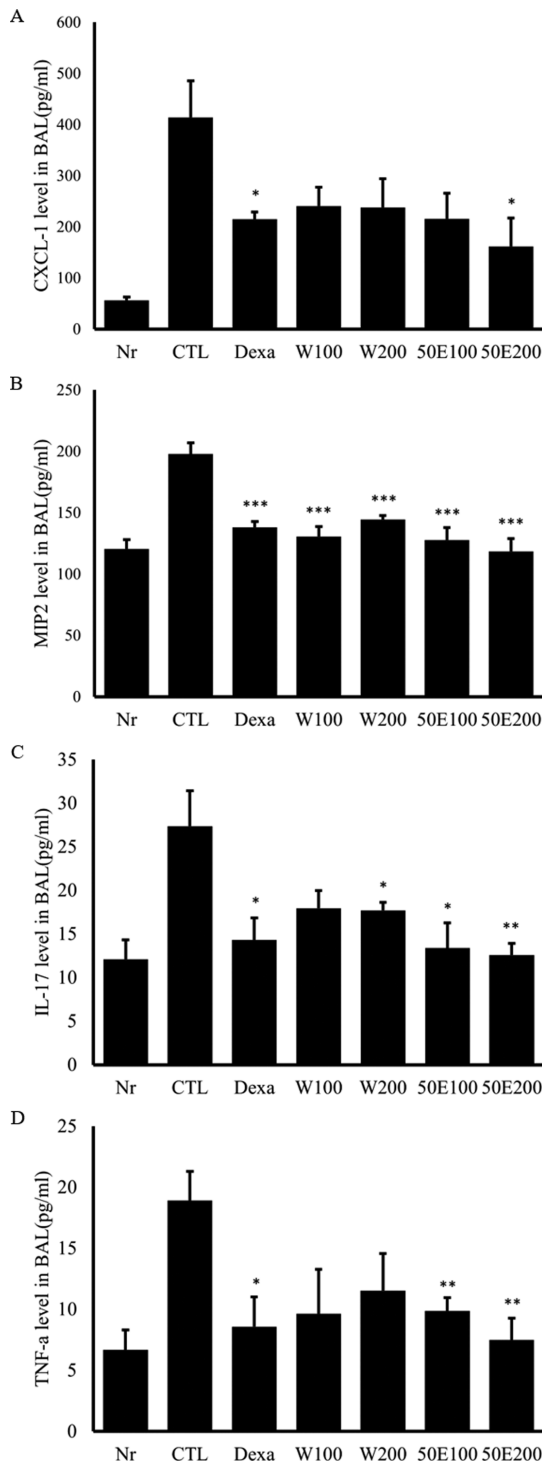 A
CXCL-1 level in BAL(pg/ml)
600
500
400
300
200
100
0
*
*
Nr CTL Dexa W100 W200 50E100 50E200
B
MIP2 level in BAL(pg/ml)
250
200
150
100
50
0
*** *** *** *** ***
Nr CTL Dexa W100 W200 50E100 50E200
C
IL-17 level in BAL(pg/ml)
35
30
25
20
15
10
5
0
* * * **
Nr CTL Dexa W100 W200 50E100 50E200
D
TNF-a level in BAL(pg/ml)
25
20
15
10
5
0
* ** **
Nr CTL Dexa W100 W200 50E100 50E200